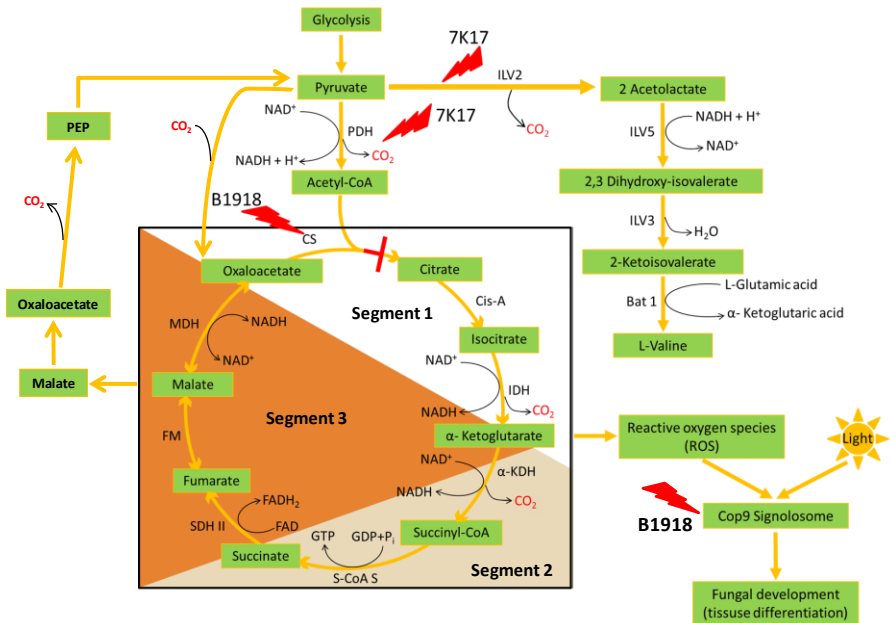 Glycolysis
7K17
Pyruvate
ILV2
2 Acetolactate
CO2
NAD+
PDH
7K17
NADH + H+
CO2
Acetyl-CoA
NADH + H+
ILV5
NAD+
2,3 Dihydroxy-isovalerate
ILV3
H2O
2-Ketoisovalerate
L-Glutamic acid
Bat 1
α- Ketoglutaric acid
L-Valine
PEP
CO2
CO2
Oxaloacetate
Malate
B1918
CS
Oxaloacetate
Citrate
Cis-A
Segment 1
Isocitrate
NAD+
IDH
NADH
CO2
α- Ketoglutarate
MDH
NADH
NAD+
Malate
Segment 3
FM
Fumarate
NAD+
α-KDH
NADH
CO2
FADH2
SDH II
FAD
Succinyl-CoA
GTP
GDP+Pi
Succinate
S-CoA S
Segment 2
Reactive oxygen species
(ROS)
Light
B1918
Cop9 Signolosome
Fungal development
(tissuse differentiation)